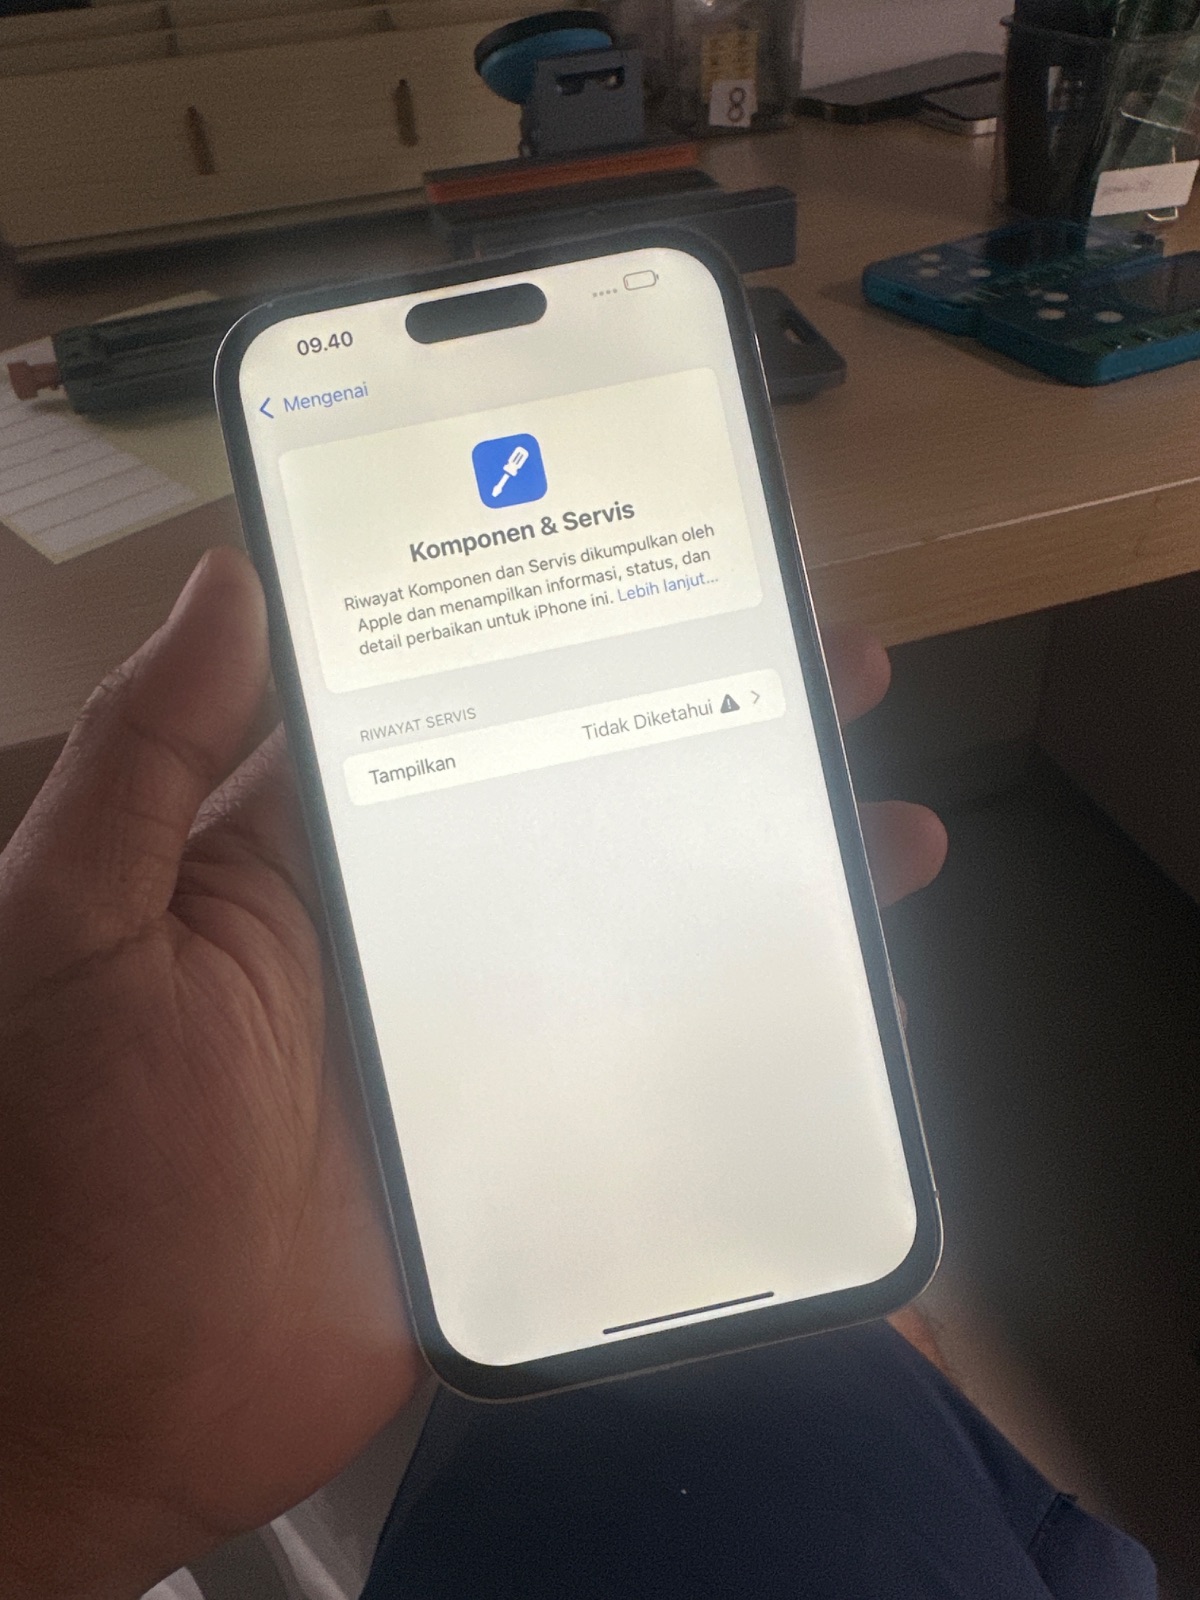 8
09.40
Mengenai
Komponen & Servis
Riwayat Komponen dan Servis dikumpulkan oleh
Apple dan menampilkan informasi, status, dan
detail perbaikan untuk iPhone ini. Lebih lanjut...
RIWAYAT SERVIS
Tampilkan Tidak Diketahui